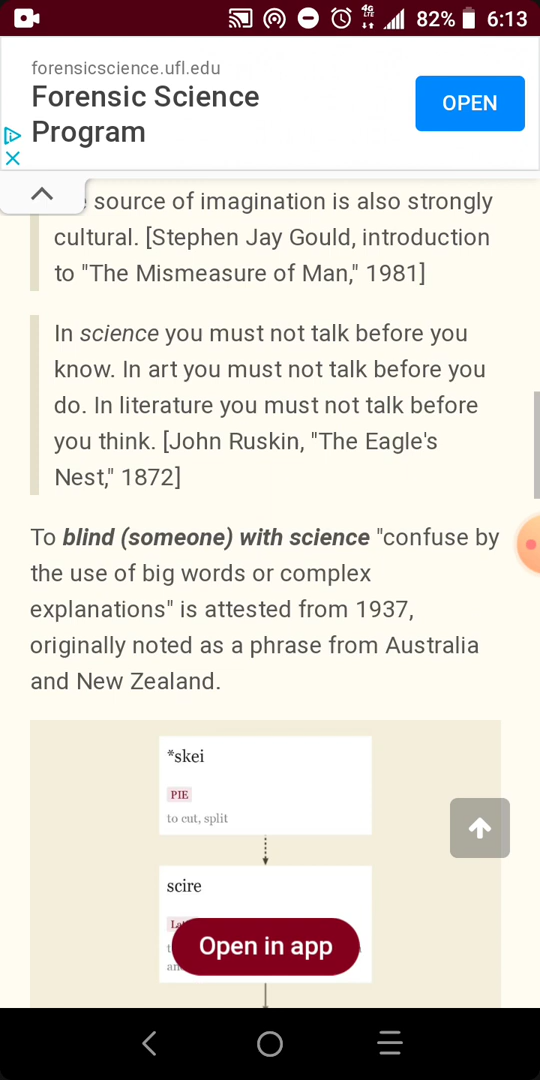 4G
LTE
82%
6:13
forensicscience.ufl.edu
Forensic Science
Program
OPEN
source of imagination is also strongly
cultural. [Stephen Jay Gould, introduction
to "The Mismeasure of Man," 1981]
In science you must not talk before you
know. In art you must not talk before you
do. In literature you must not talk before
you think. [John Ruskin, "The Eagle's
Nest," 1872]
To blind (someone) with science "confuse by
the use of big words or complex
explanations" is attested from 1937,
originally noted as a phrase from Australia
and New Zealand.
*skei
PIE
to cut, split
scire
Open in app